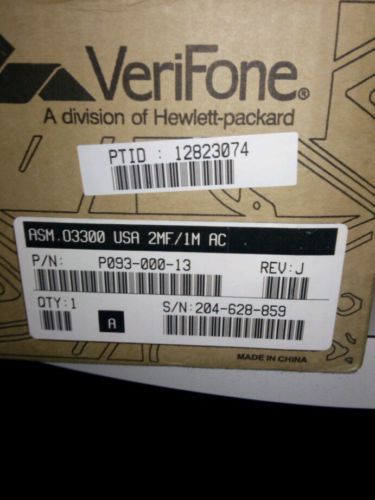 VeriFone®
A division of Hewlett-packard
PTID : 12823074
ASM.O3300 USA 2MF/1M AC
P/N: P093-000-13 REV:J
QTY:1 A S/N:204-628-859
MADE IN CHINA